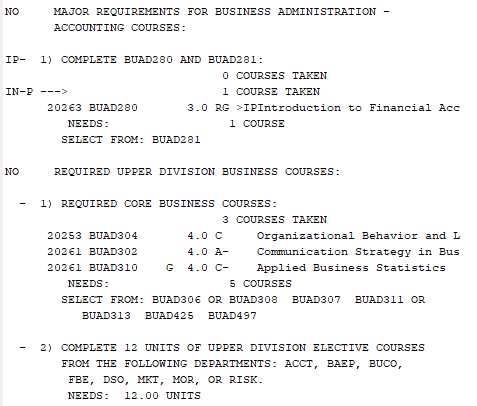 NO     MAJOR REQUIREMENTS FOR BUSINESS ADMINISTRATION -
       ACCOUNTING COURSES:
IP-  1) COMPLETE BUAD280 AND BUAD281:
                               0 COURSES TAKEN
IN-P --->                      1 COURSE TAKEN
      20263 BUAD280       3.0 RG >IPIntroduction to Financial Acc
         NEEDS:                 1 COURSE
        SELECT FROM: BUAD281
NO     REQUIRED UPPER DIVISION BUSINESS COURSES:
  -  1) REQUIRED CORE BUSINESS COURSES:
                               3 COURSES TAKEN
      20253 BUAD304       4.0 C     Organizational Behavior and L
      20261 BUAD302       4.0 A-    Communication Strategy in Bus
      20261 BUAD310    G  4.0 C-    Applied Business Statistics
         NEEDS:                 5 COURSES
        SELECT FROM: BUAD306 OR BUAD308  BUAD307  BUAD311 OR
           BUAD313  BUAD425  BUAD497
  -  2) COMPLETE 12 UNITS OF UPPER DIVISION ELECTIVE COURSES
        FROM THE FOLLOWING DEPARTMENTS: ACCT, BAEP, BUCO,
         FBE, DSO, MKT, MOR, OR RISK.
         NEEDS:  12.00 UNITS